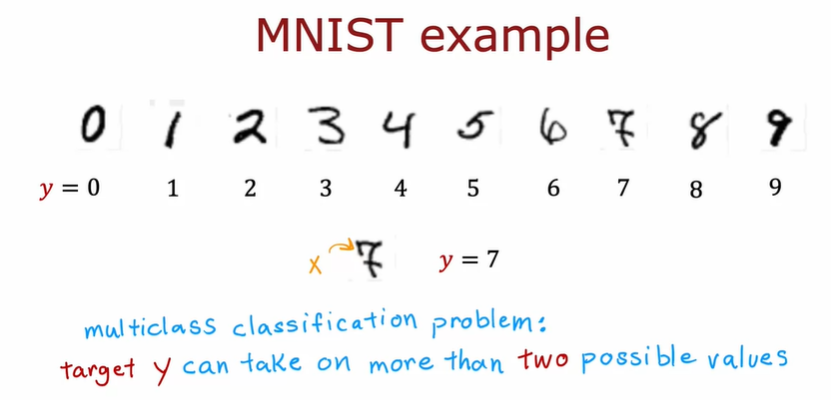 MNIST example
0 1 2 3 4 5 6 7 8 9
y = 0 1 2 3 4 5 6 7 8 9
x 7 y = 7
multiclass classification problem:
target y can take on more than two possible values